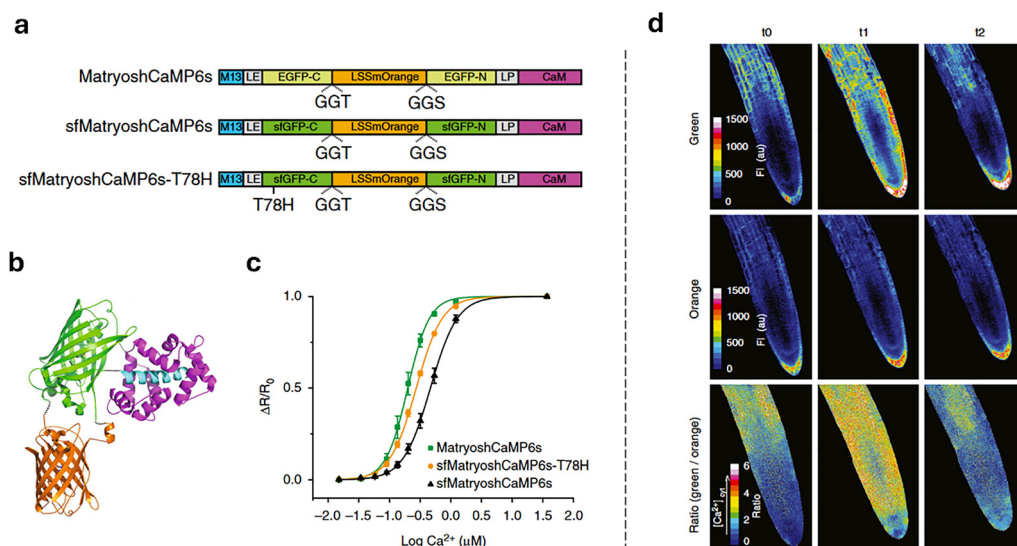 a
MatryoshCaMP6s
M13 LE EGFP-C LSSmOrange EGFP-N LP CaM
GGT GGS
sfMatryoshCaMP6s
M13 LE sfGFP-C LSSmOrange sfGFP-N LP CaM
GGT GGS
sfMatryoshCaMP6s-T78H
M13 LE sfGFP-C LSSmOrange sfGFP-N LP CaM
T78H GGT GGS
b
c
ΔR/R0
1.0
0.5
0.0
MatryoshCaMP6s
sfMatryoshCaMP6s-T78H
sfMatryoshCaMP6s
−2.0 −1.5 −1.0 −0.5 0.0 0.5 1.0 1.5 2.0
Log Ca²⁺ (μM)
d
t0 t1 t2
Green
1500
1000
500
0
FI (au)
Orange
1500
1000
500
0
FI (au)
Ratio (green / orange)
6
4
2
0
[Ca²⁺]
Ratio